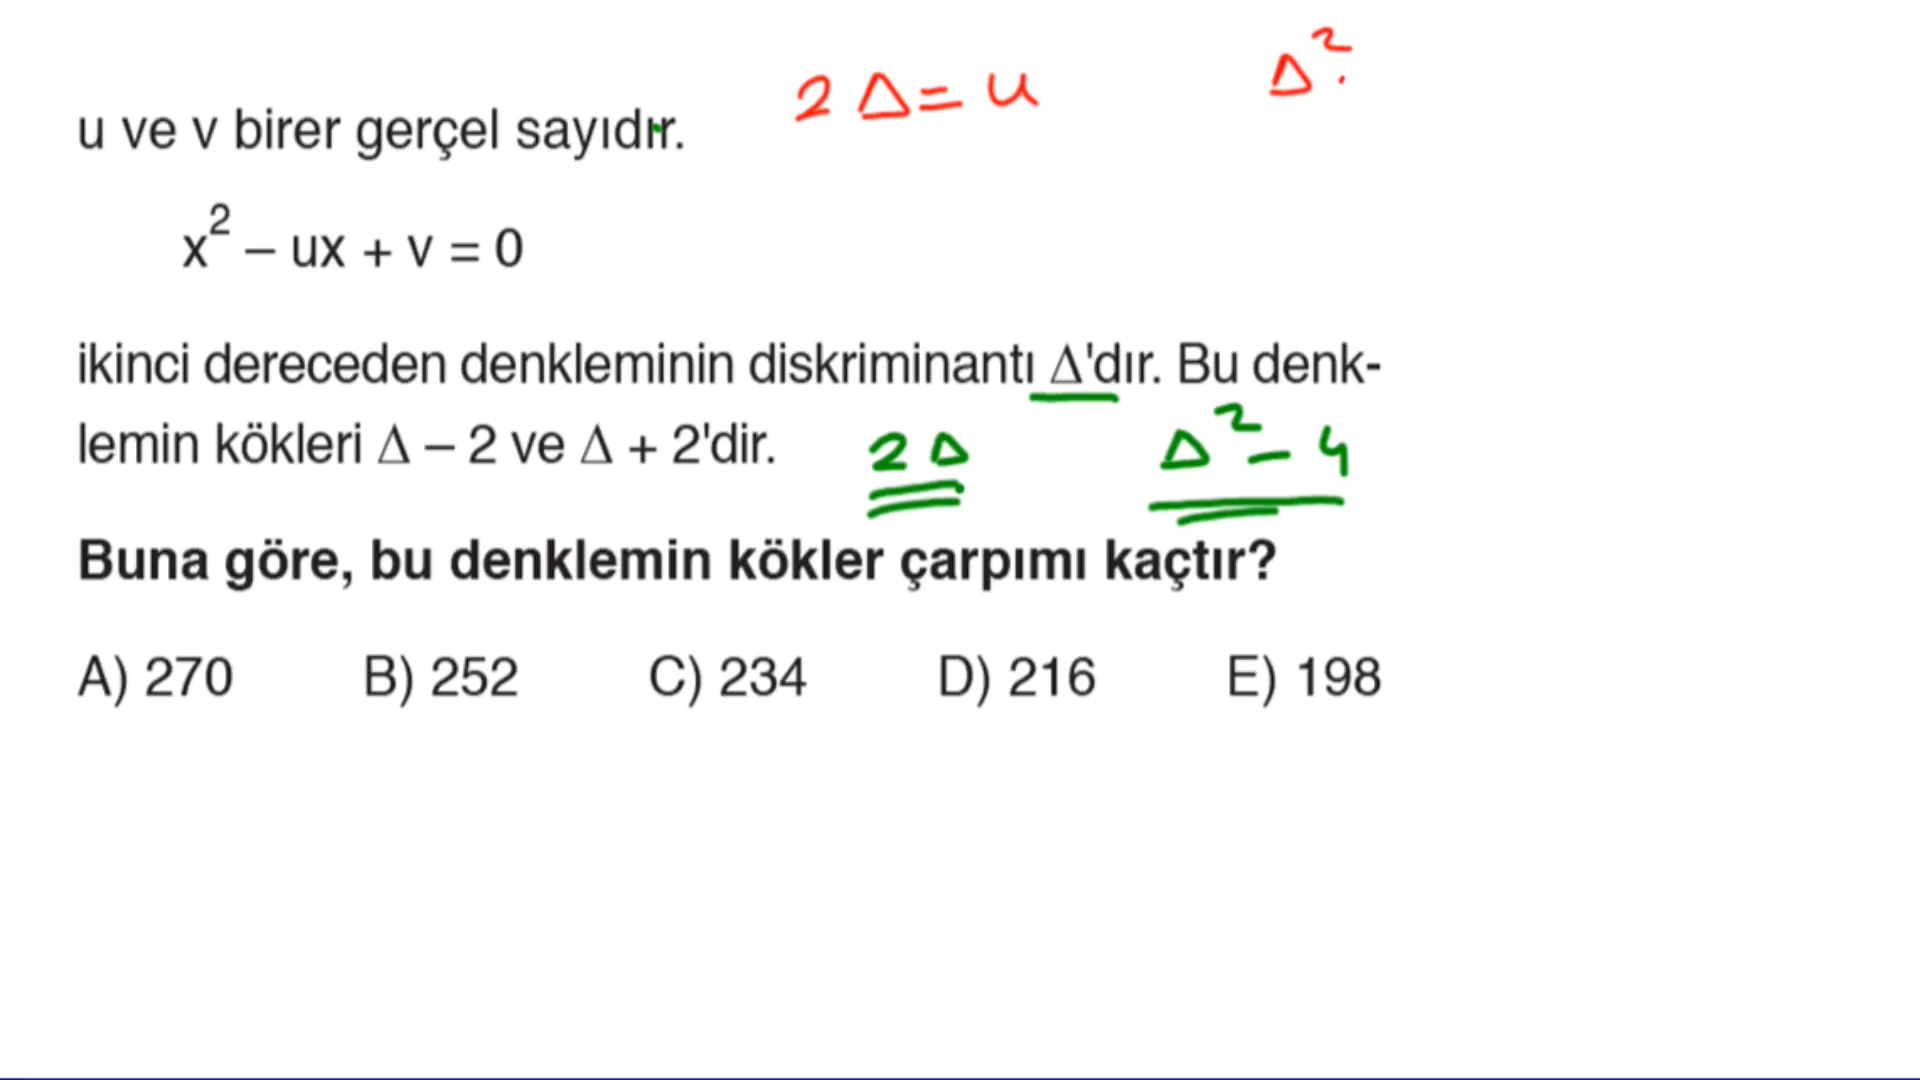 2Δ=u
Δ².
u ve v birer gerçel sayıdır.
x² – ux + v = 0
ikinci dereceden denkleminin diskriminantı Δ'dır. Bu denk-
lemin kökleri Δ – 2 ve Δ + 2'dir.
2Δ
Δ²–4
Buna göre, bu denklemin kökler çarpımı kaçtır?
A) 270 B) 252 C) 234 D) 216 E) 198